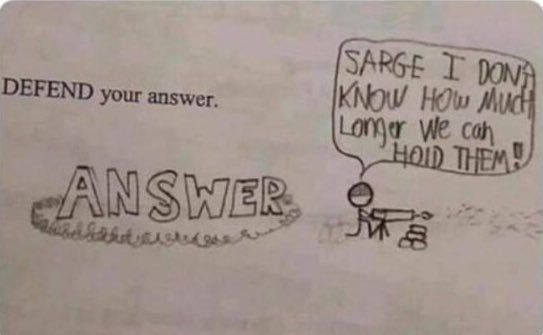 DEFEND your answer.
ANSWER
SARGE I DON'T
KNOW HOW MucH
Longer We can
HOlD THEM!